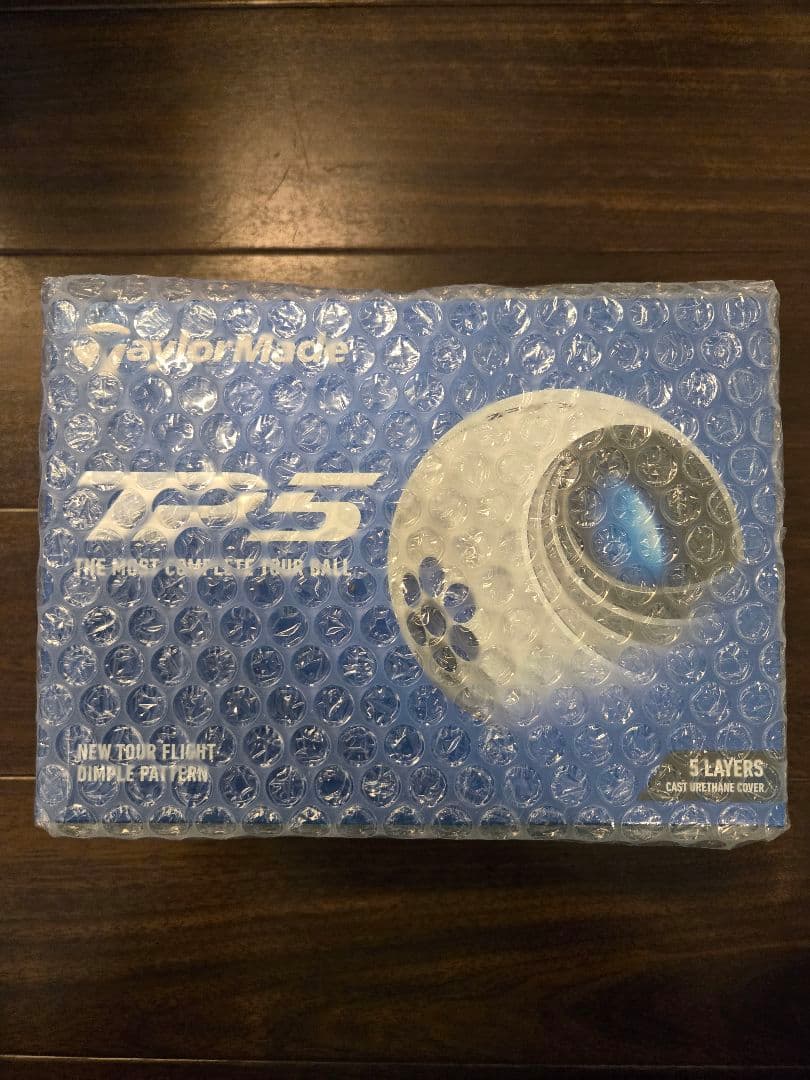 TaylorMade
TP5
THE MOST COMPLETE TOUR BALL
NEW TOUR FLIGHT
DIMPLE PATTERN
5 LAYERS
CAST URETHANE COVER